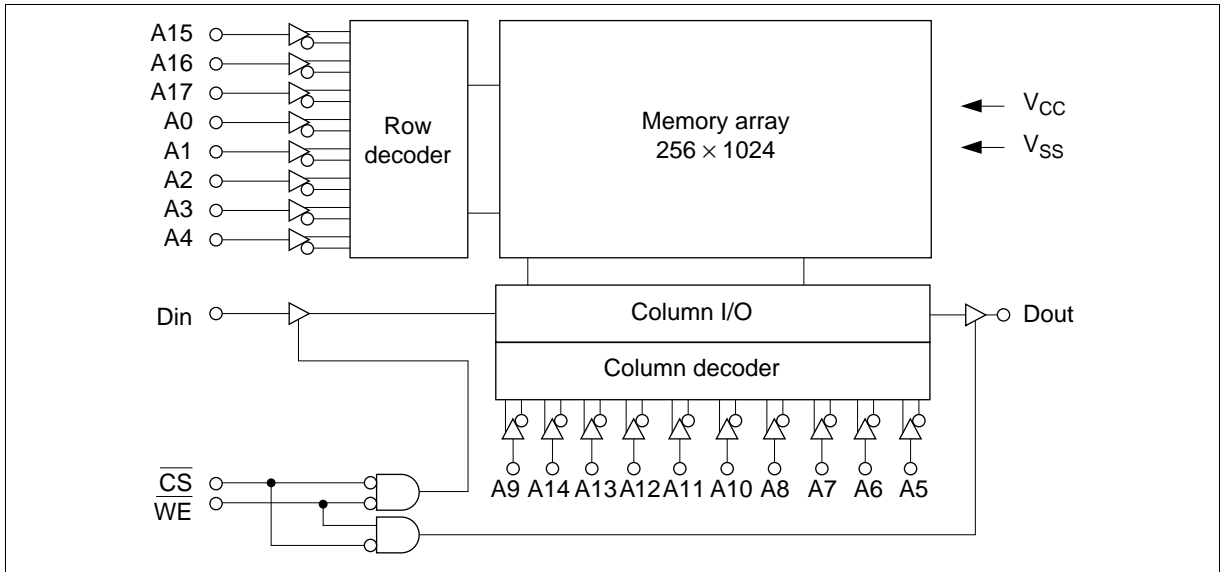 A15
A16
A17
A0
A1
A2
A3
A4
Row
decoder
Memory array
256 × 1024
VCC
VSS
Din
Column I/O
Dout
Column decoder
A9 A14 A13 A12 A11 A10 A8 A7 A6 A5
CS
WE